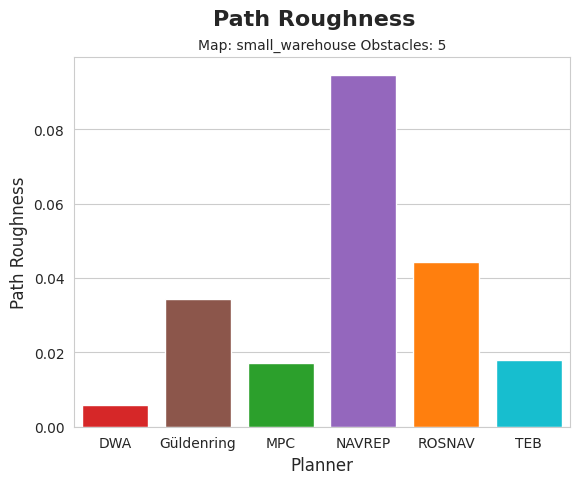 Path Roughness
Map: small_warehouse Obstacles: 5
Path Roughness
0.08
0.06
0.04
0.02
0.00
DWA Güldenring MPC NAVREP ROSNAV TEB
Planner